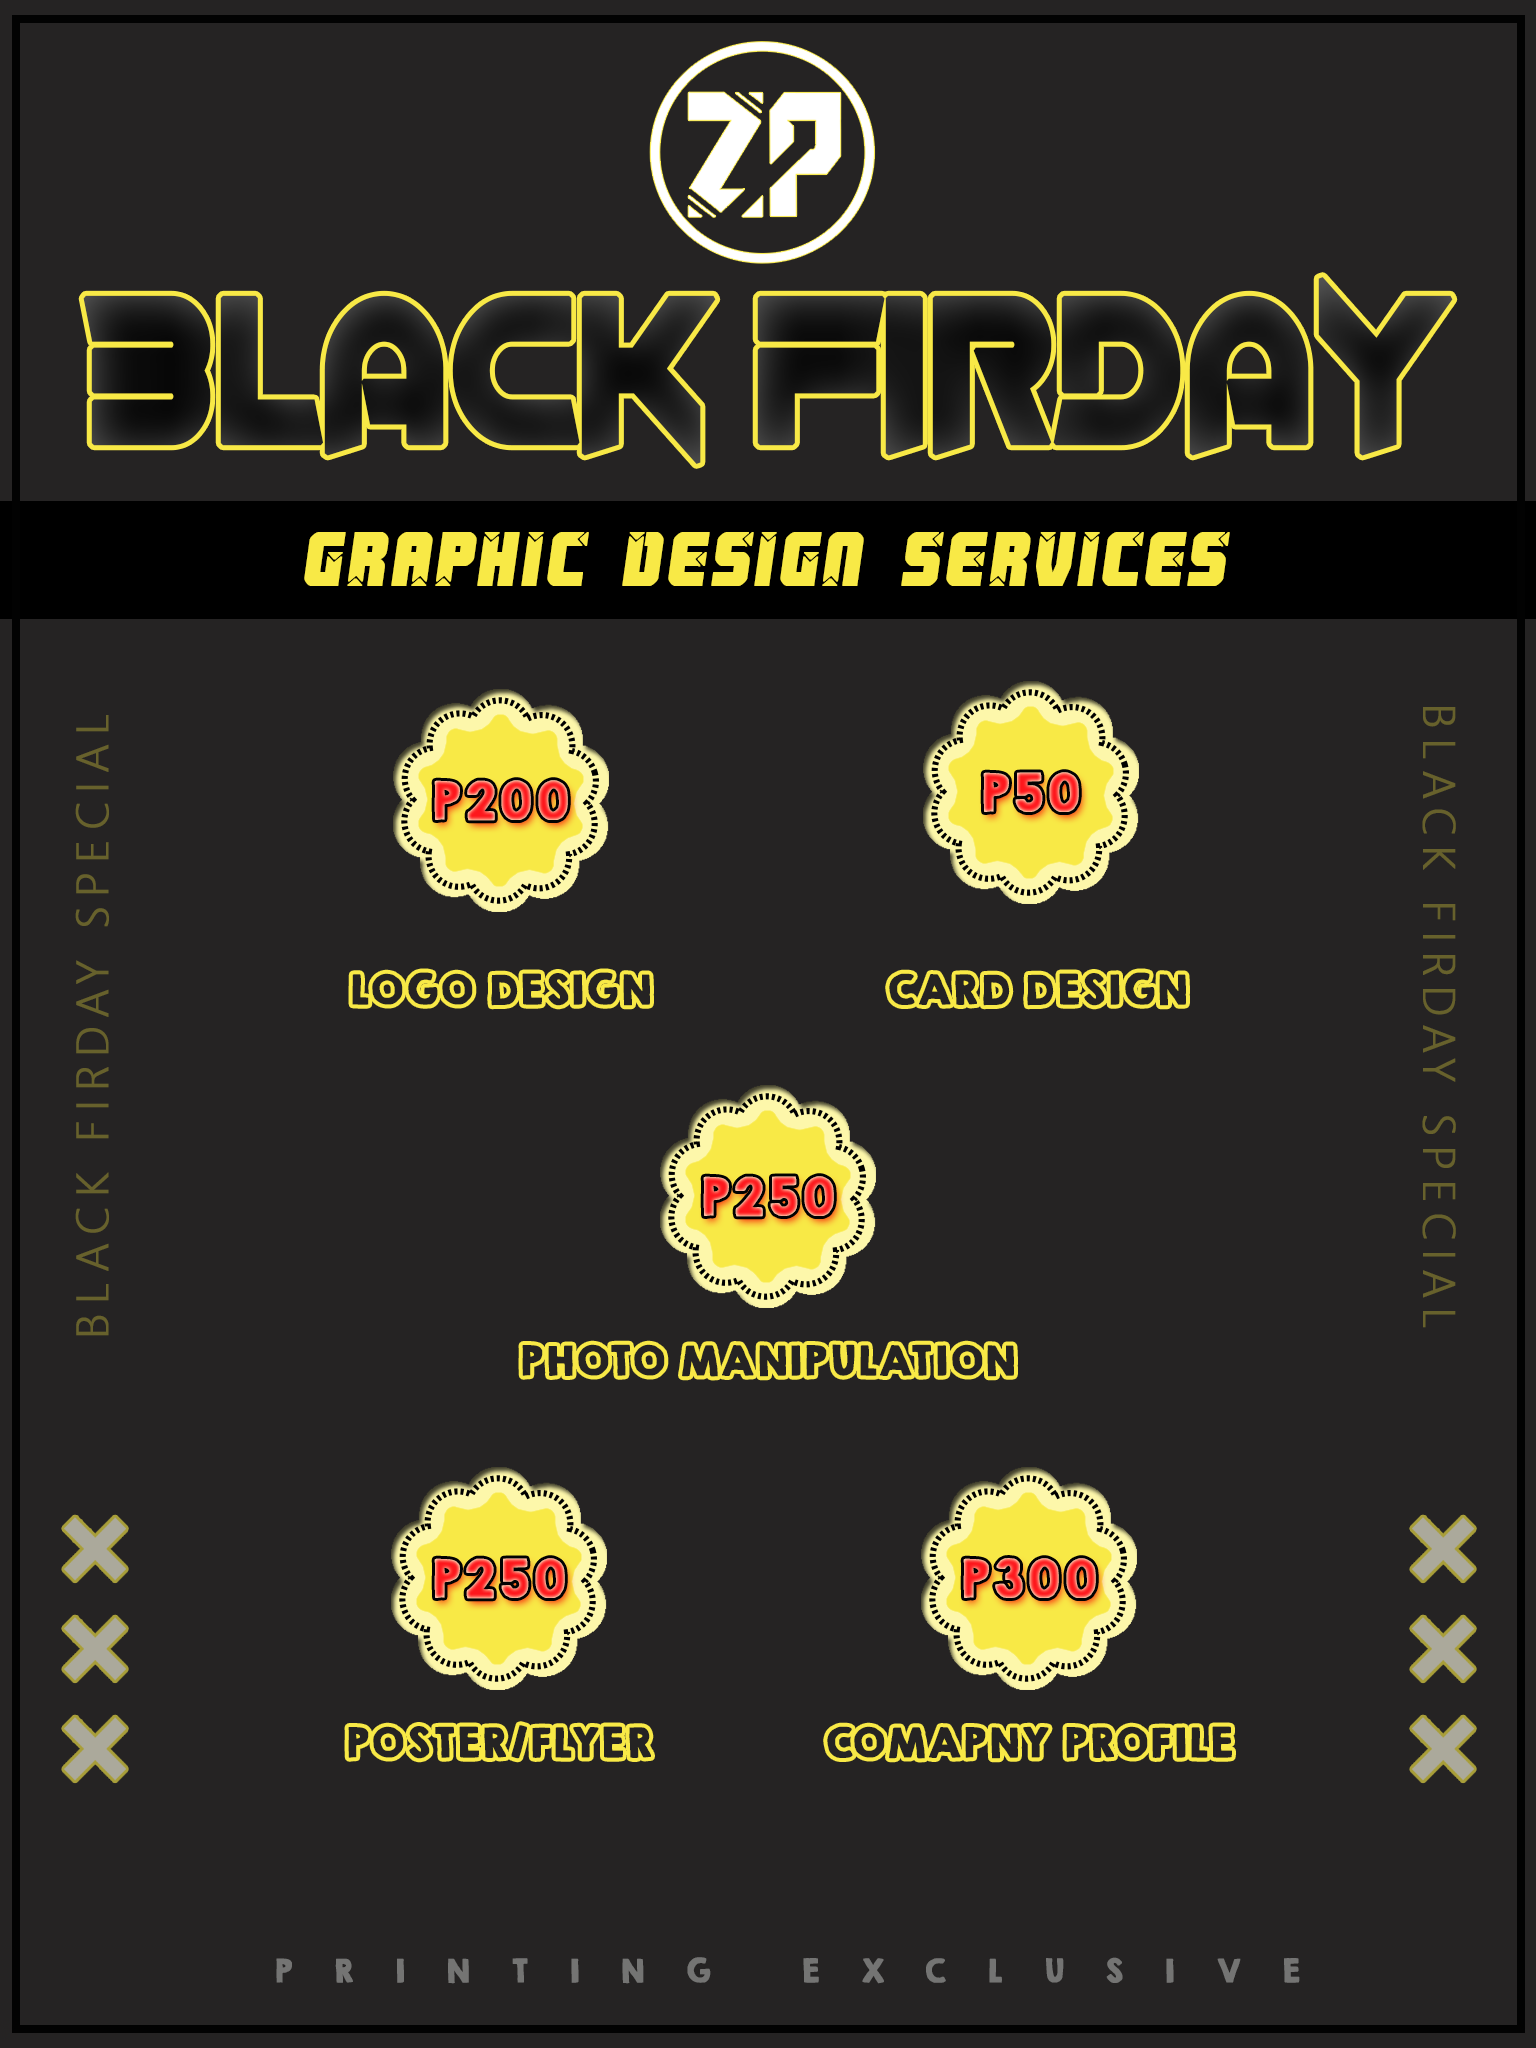 ZP
BLACK FIRDAY
GRAPHIC DESIGN SERVICES
BLACK FIRDAY SPECIAL
BLACK FIRDAY SPECIAL
P200
P50
LOGO DESIGN
CARD DESIGN
P250
PHOTO MANIPULATION
P250
P300
POSTER/FLYER
COMAPNY PROFILE
PRINTING EXCLUSIVE